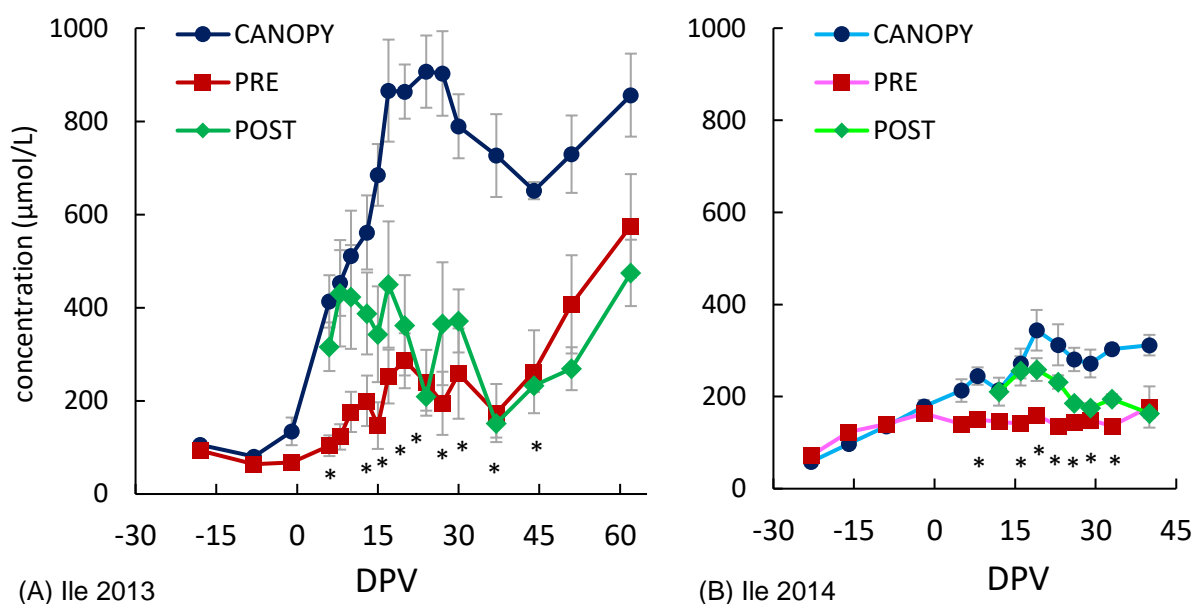 CANOPY
PRE
POST
concentration (µmol/L)
1000
800
600
400
200
0
-30 -15 0 15 30 45 60
DPV
* * * * * * * * *
(A) Ile 2013
CANOPY
PRE
POST
1000
800
600
400
200
0
-30 -15 0 15 30 45
DPV
* * * * * * *
(B) Ile 2014